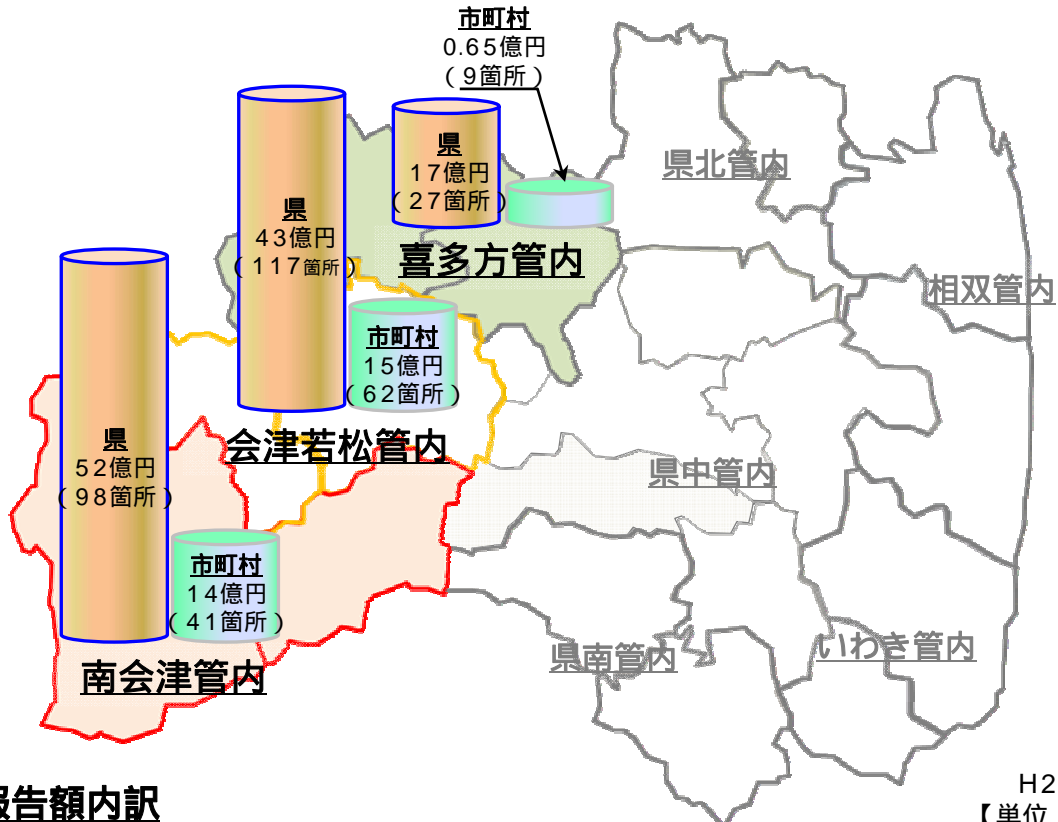 市町村
0.65億円
(9箇所)
県
17億円
(27箇所)
県北管内
県
43億円
(117箇所)
喜多方管内
相双管内
市町村
15億円
(62箇所)
会津若松管内
県
52億円
(98箇所)
県中管内
市町村
14億円
(41箇所)
県南管内
いわき管内
南会津管内
告額内訳
H2
【単位